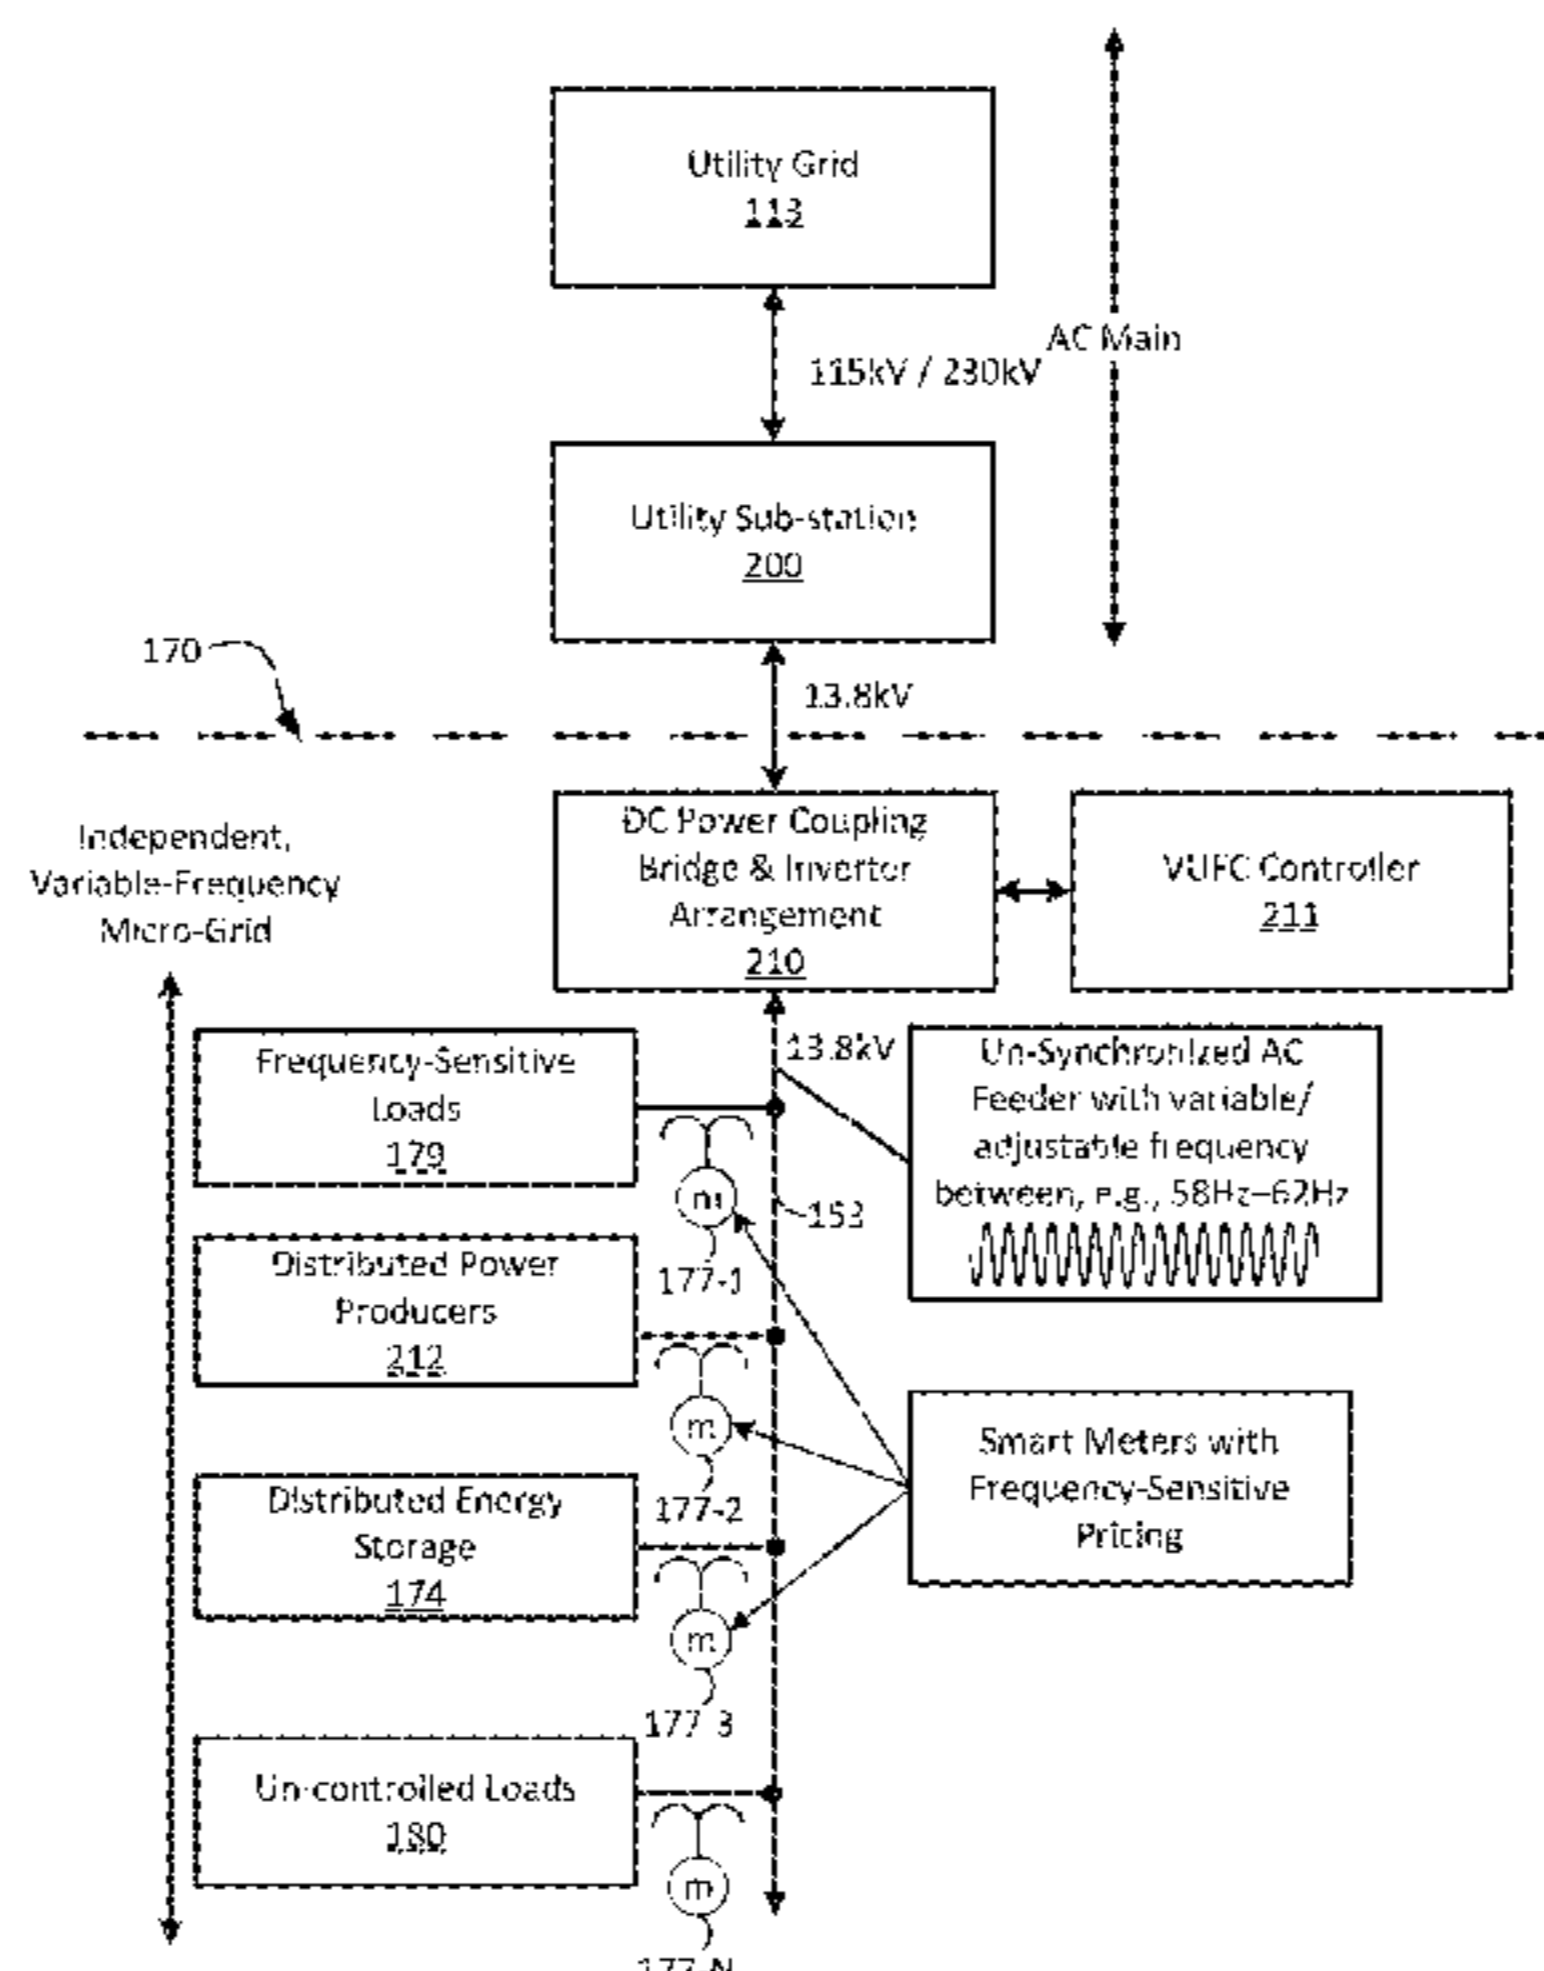 Utility Grid
113
115kV / 230kV
AC Main
Utility Sub-station
200
170
13.8kV
Independent,
Variable-Frequency
Micro-Grid
DC Power Coupling
Bridge & Invertor
Arrangement
210
VUFC Controller
211
13.8kV
Frequency-Sensitive
Loads
179
Un-Synchronized AC
Feeder with variable/
adjustable frequency
between, e.g., 58Hz–62Hz
m
153
177-1
Distributed Power
Producers
212
m
177-2
Smart Meters with
Frequency-Sensitive
Pricing
Distributed Energy
Storage
174
m
177-3
Un-controlled Loads
180
m
177-N